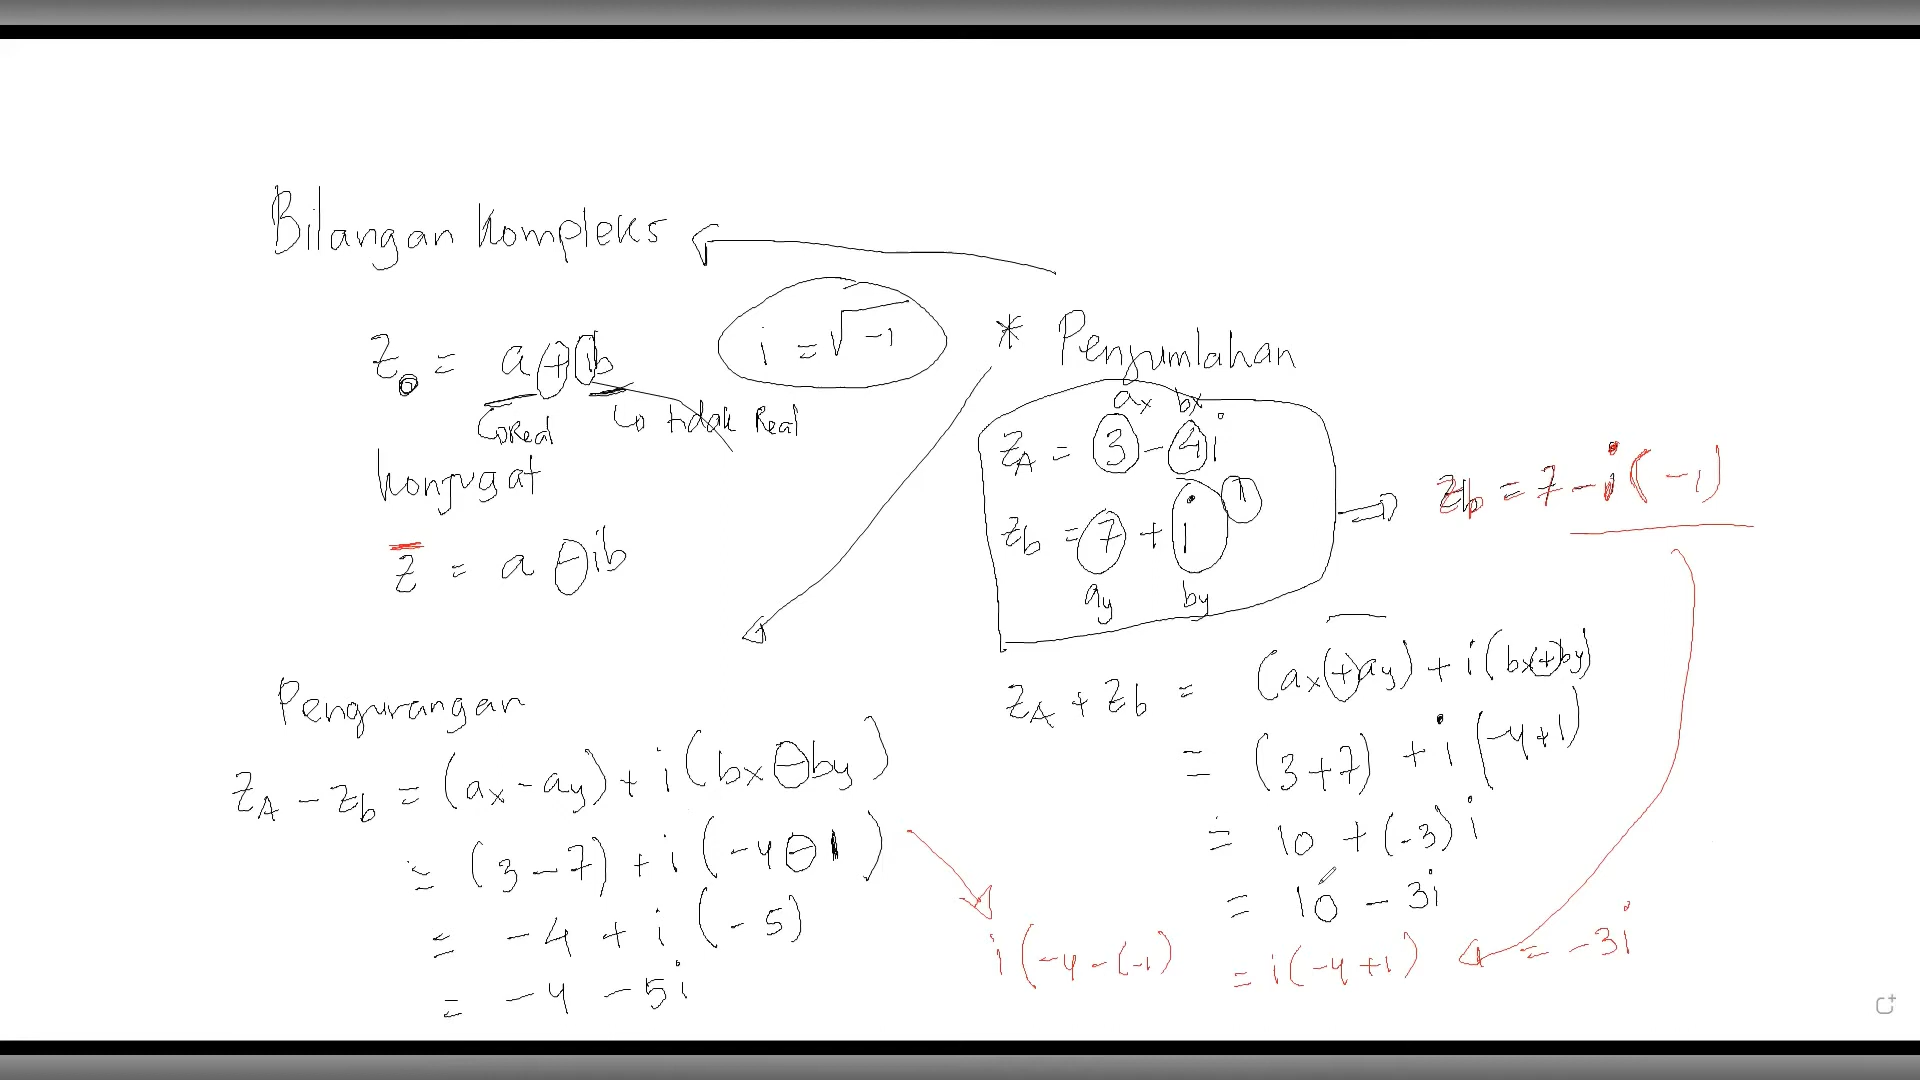 Bilangan Kompleks
z₀ = a + ib
Real
tidak Real
i = √-1
Konjugat
z̅ = a - ib
* Penjumlahan
ax bx
zA = 3 - 4i
zb = 7 + i 1
ay by
zb = 7 - i (-1)
zA + zb = (ax + ay) + i (bx + by)
= (3+7) + i (-4+1)
= 10 + (-3) i
= 10 - 3i
Pengurangan
zA - zb = (ax - ay) + i (bx - by)
= (3 - 7) + i (-4 - 1)
= -4 + i (-5)
= -4 - 5i
i (-4 - (-1) = i (-4 + 1) = -3i